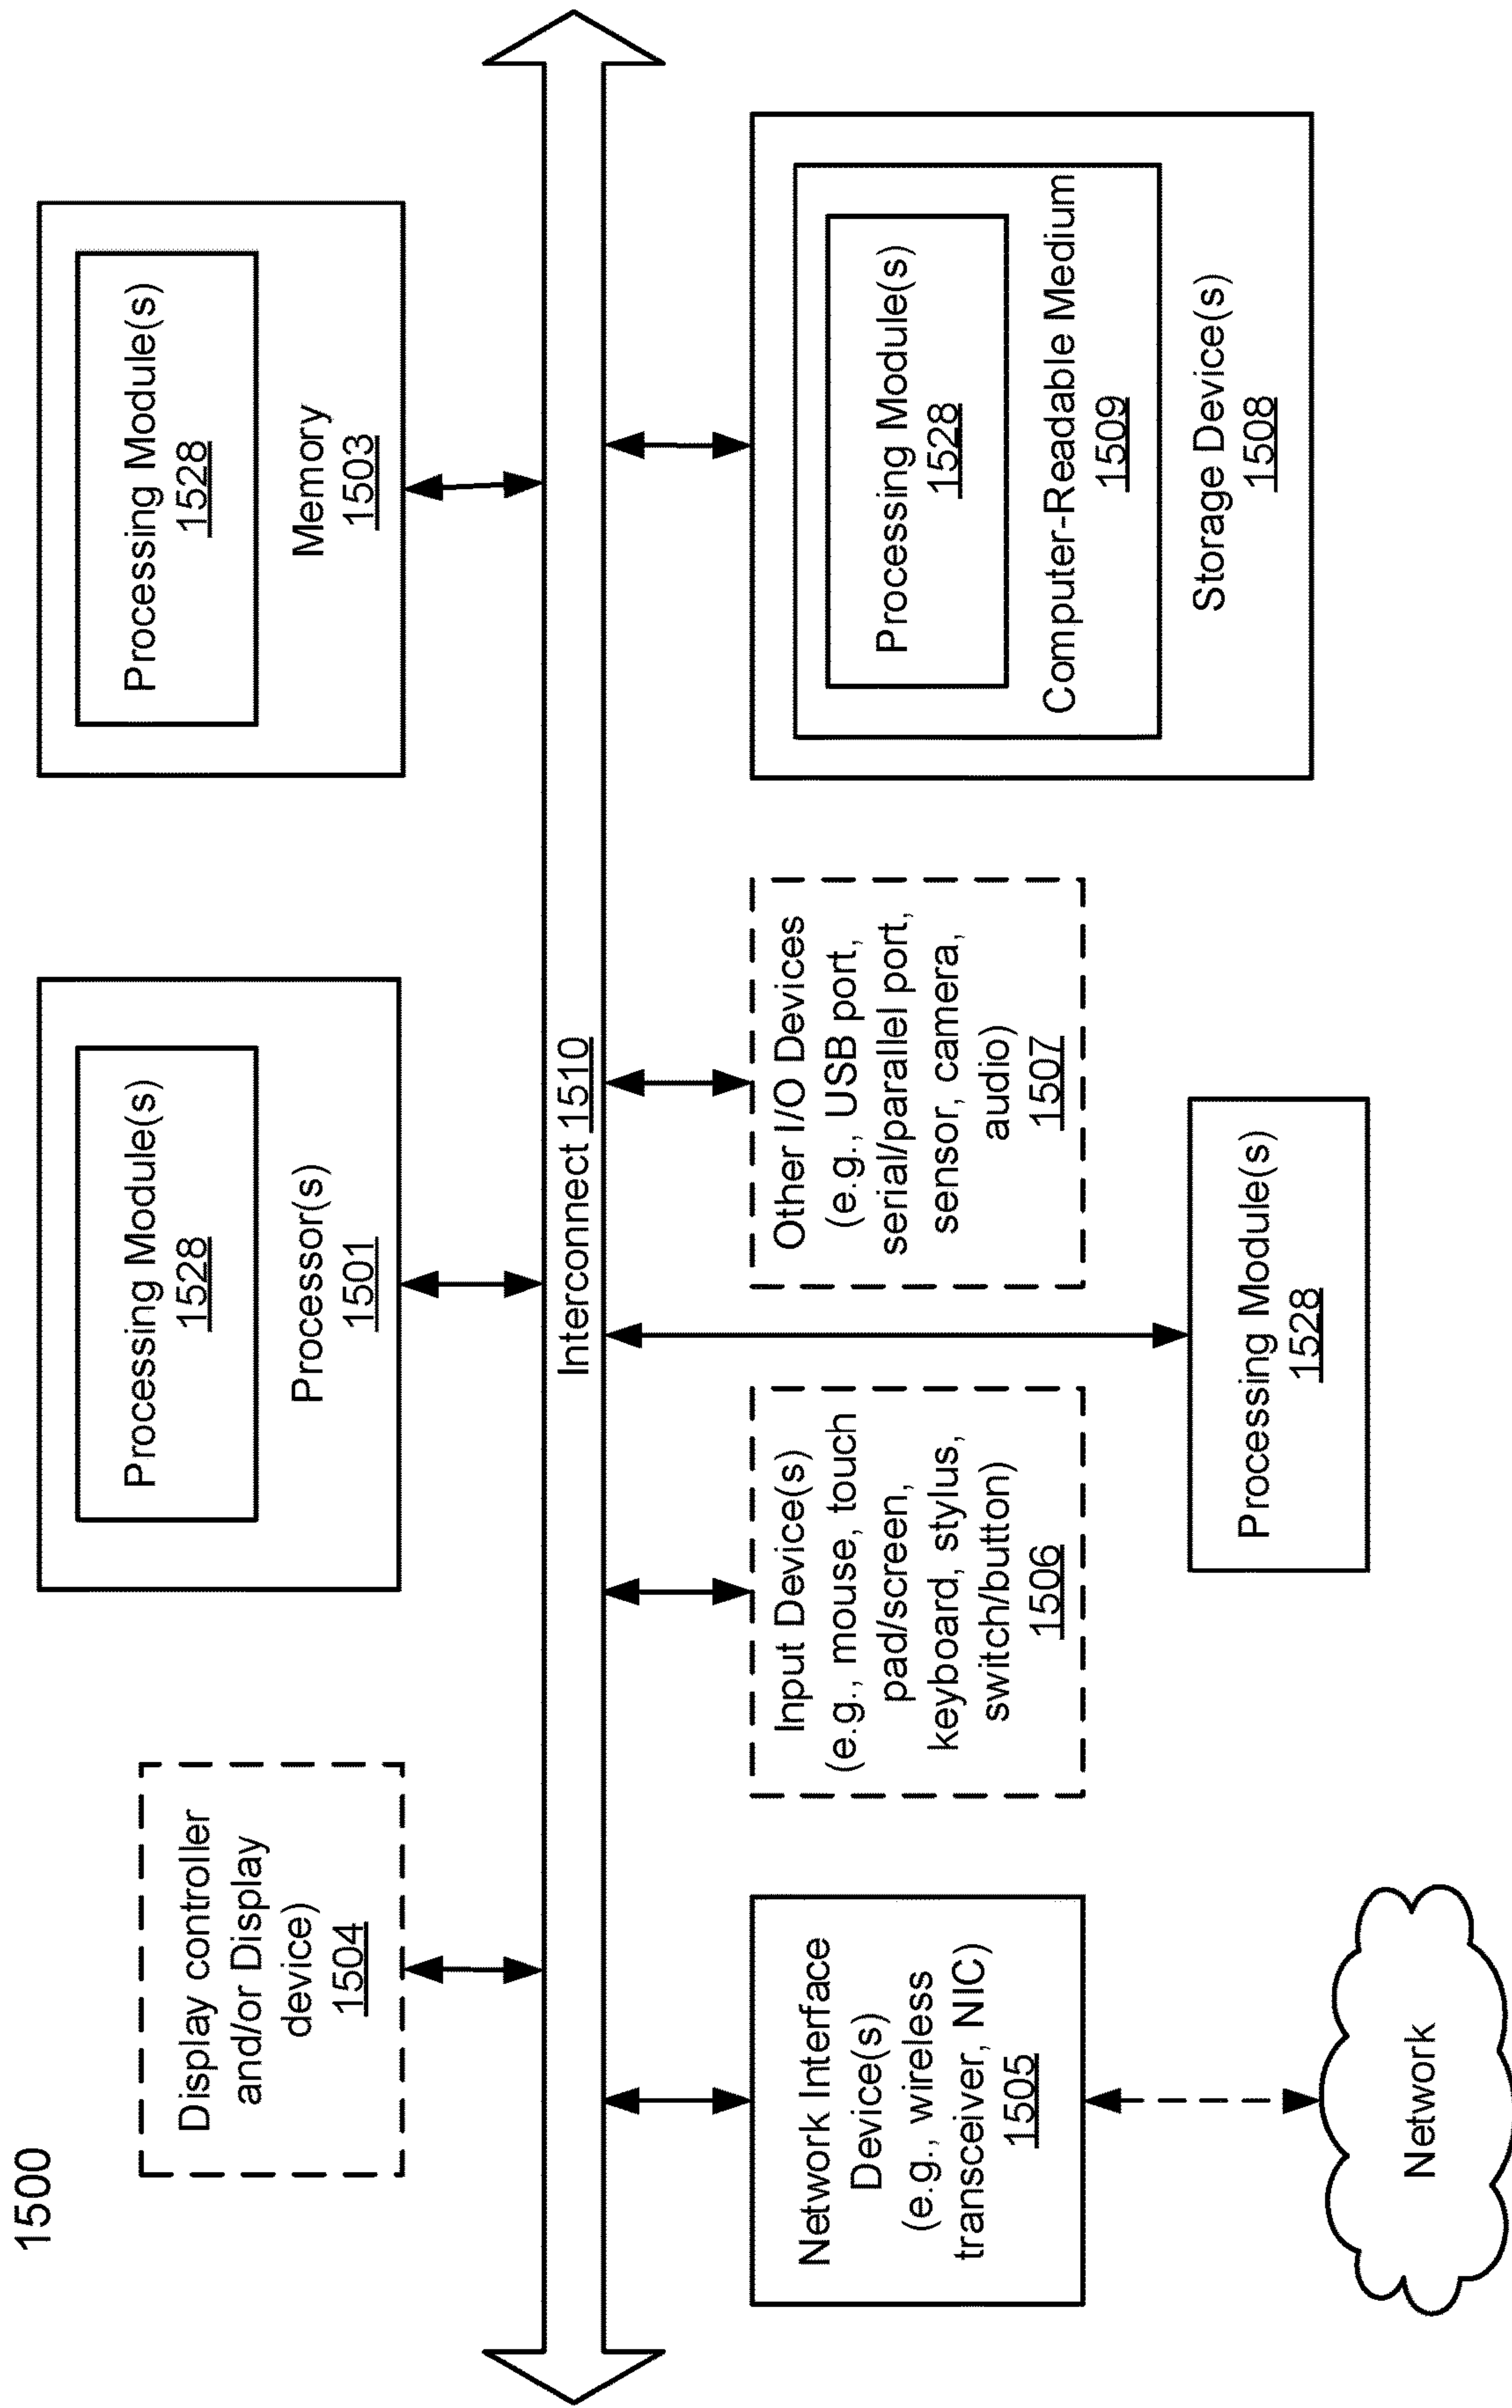 1500
Display controller
and/or Display
device)
1504
Processing Module(s)
1528
Processor(s)
1501
Processing Module(s)
1528
Memory
1503
Interconnect 1510
Network Interface
Device(s)
(e.g., wireless
transceiver, NIC)
1505
Input Device(s)
(e.g., mouse, touch
pad/screen,
keyboard, stylus,
switch/button)
1506
Other I/O Devices
(e.g., USB port,
serial/parallel port,
sensor, camera,
audio)
1507
Processing Module(s)
1528
Computer-Readable Medium
1509
Storage Device(s)
1508
Processing Module(s)
1528
Network